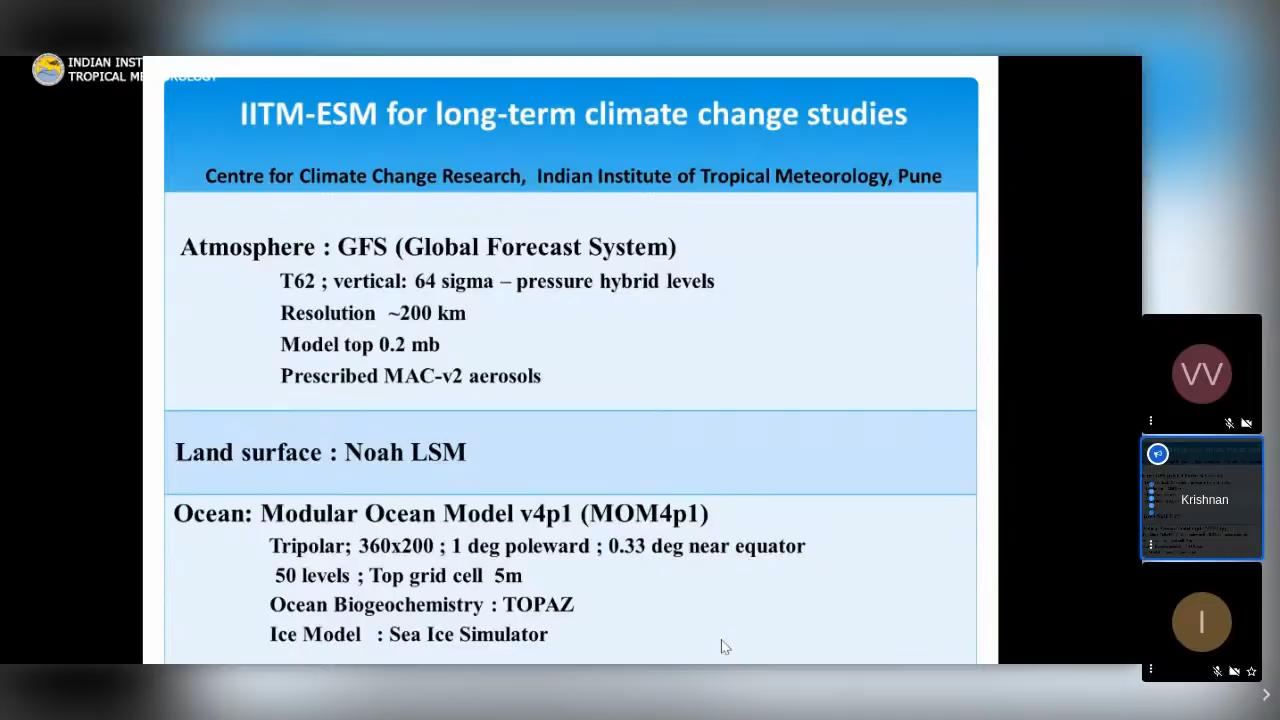 INDIAN INST
TROPICAL METEOROLOGY
IITM-ESM for long-term climate change studies
Centre for Climate Change Research, Indian Institute of Tropical Meteorology, Pune
Atmosphere : GFS (Global Forecast System)
T62 ; vertical: 64 sigma – pressure hybrid levels
Resolution ~200 km
Model top 0.2 mb
Prescribed MAC-v2 aerosols
Land surface : Noah LSM
Ocean: Modular Ocean Model v4p1 (MOM4p1)
Tripolar; 360x200 ; 1 deg poleward ; 0.33 deg near equator
50 levels ; Top grid cell 5m
Ocean Biogeochemistry : TOPAZ
Ice Model : Sea Ice Simulator
VV
Krishnan
I